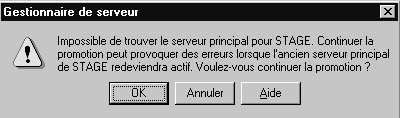 Gestionnaire de serveur
Impossible de trouver le serveur principal pour STAGE. Continuer la
promotion peut provoquer des erreurs lorsque l'ancien serveur principal
de STAGE redeviendra actif. Voulez-vous continuer la promotion ?
OK
Annuler
Aide